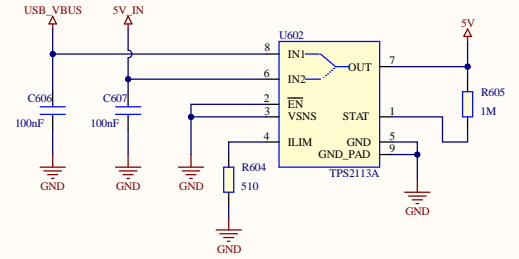 USB_VBUS
5V_IN
U602
5V
8
IN1
OUT
7
6
IN2
C606
100nF
C607
100nF
2
EN
3
VSNS
STAT
1
R605
1M
4
ILIM
GND
5
GND_PAD
9
TPS2113A
R604
510
GND
GND
GND
GND
GND